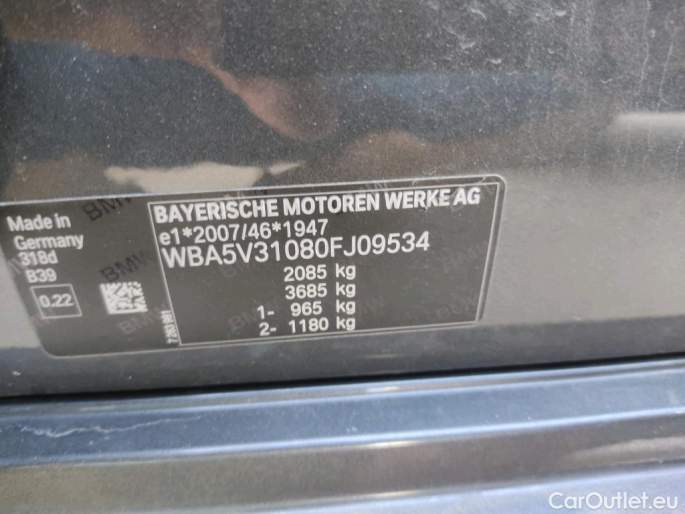 Made in
Germany
318d
B39
0.22
BAYERISCHE MOTOREN WERKE AG
e1*2007/46*1947
WBA5V31080FJ09534
2085 kg
3685 kg
1- 965 kg
2- 1180 kg
CarOutlet.eu